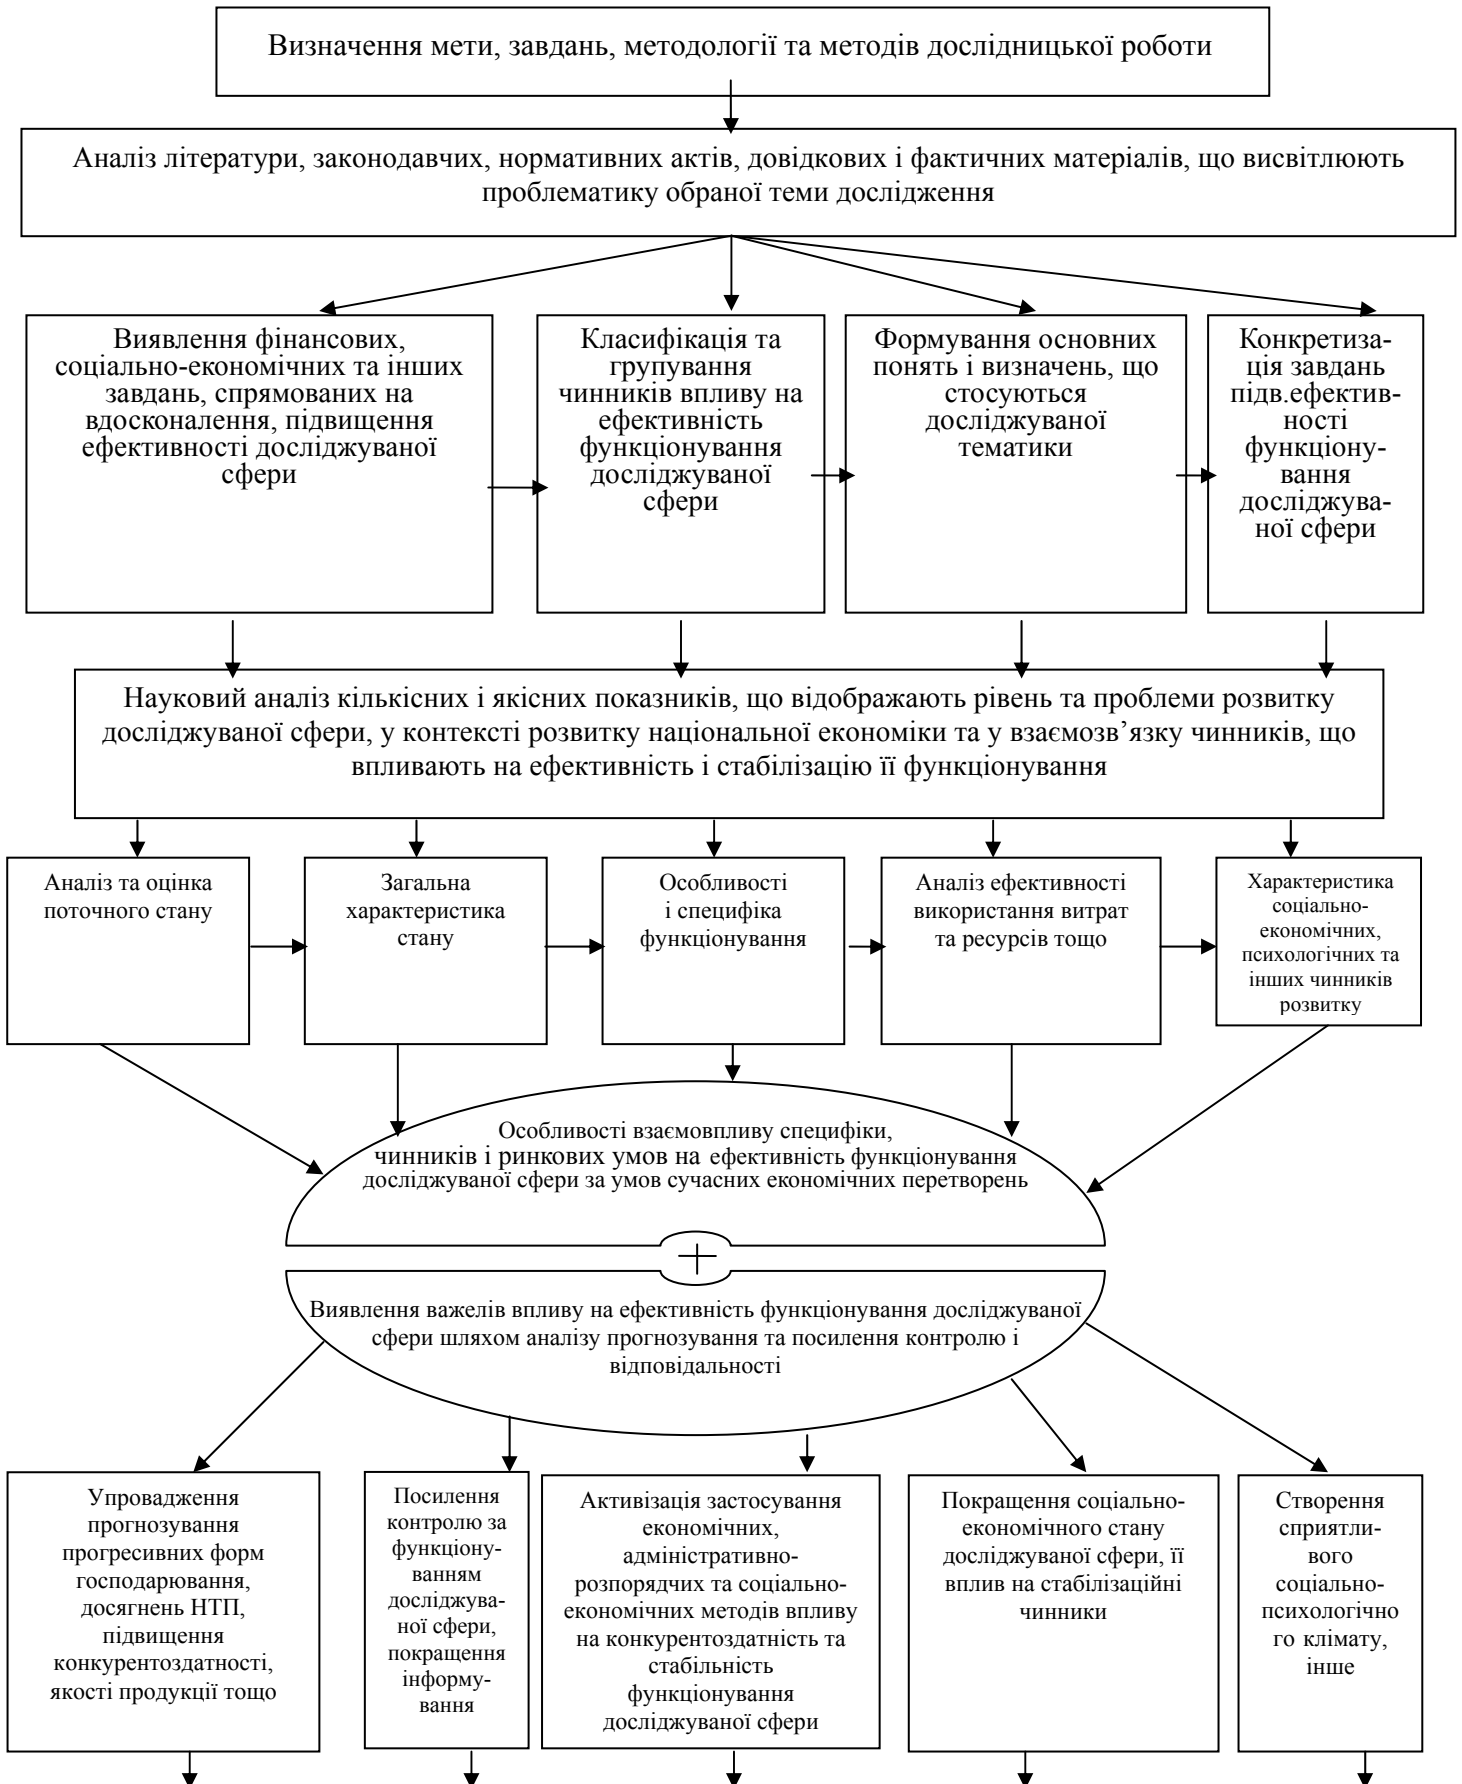 Визначення мети, завдань, методології та методів дослідницької роботи
Аналіз літератури, законодавчих, нормативних актів, довідкових і фактичних матеріалів, що висвітлюють
проблематику обраної теми дослідження
Виявлення фінансових,
соціально-економічних та інших
завдань, спрямованих на
вдосконалення, підвищення
ефективності досліджуваної
сфери
Класифікація та
групування
чинників впливу на
ефективність
функціонування
досліджуваної
сфери
Формування основних
понять і визначень, що
стосуються
досліджуваної
тематики
Конкретиза-
ція завдань
підв.ефектив-
ності
функціону-
вання
досліджува-
ної сфери
Науковий аналіз кількісних і якісних показників, що відображають рівень та проблеми розвитку
досліджуваної сфери, у контексті розвитку національної економіки та у взаємозв’язку чинників, що
впливають на ефективність і стабілізацію її функціонування
Аналіз та оцінка
поточного стану
Загальна
характеристика
стану
Особливості
і специфіка
функціонування
Аналіз ефективності
використання витрат
та ресурсів тощо
Характеристика
соціально-
економічних,
психологічних та
інших чинників
розвитку
Особливості взаємовпливу специфіки,
чинників і ринкових умов на ефективність функціонування
досліджуваної сфери за умов сучасних економічних перетворень
+
Виявлення важелів впливу на ефективність функціонування досліджуваної
сфери шляхом аналізу прогнозування та посилення контролю і
відповідальності
Упровадження
прогнозування
прогресивних форм
господарювання,
досягнень НТП,
підвищення
конкурентоздатності,
якості продукції тощо
Посилення
контролю за
функціону-
ванням
досліджува-
ної сфери,
покращення
інформу-
вання
Активізація застосування
економічних,
адміністративно-
розпорядчих та соціально-
економічних методів впливу
на конкурентоздатність та
стабільність
функціонування
досліджуваної сфери
Покращення соціально-
економічного стану
досліджуваної сфери, її
вплив на стабілізаційні
чинники
Створення
сприятли-
вого
соціально-
психологічно
го клімату,
інше